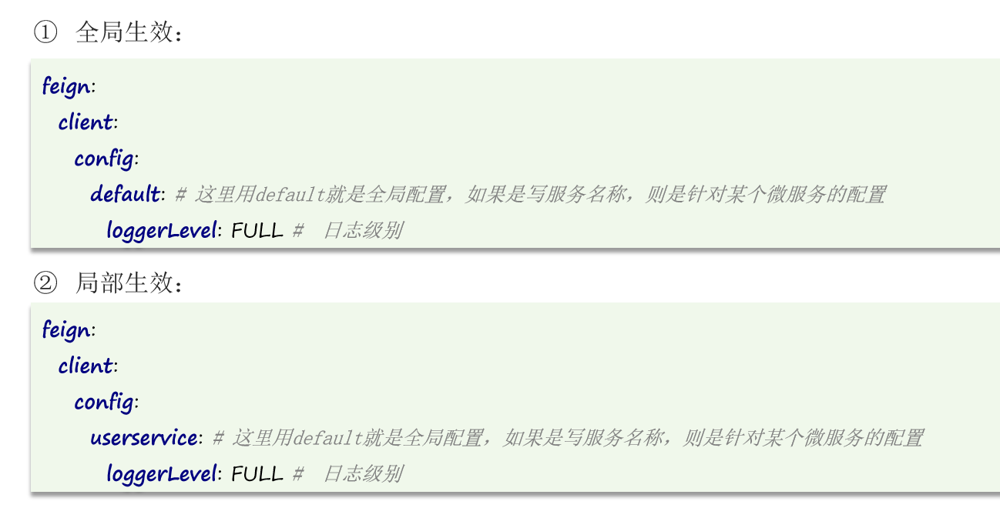 ① 全局生效：
feign:
  client:
    config:
      default: # 这里用default就是全局配置，如果是写服务名称，则是针对某个微服务的配置
        loggerLevel: FULL # 日志级别
② 局部生效：
feign:
  client:
    config:
      userservice: # 这里用default就是全局配置，如果是写服务名称，则是针对某个微服务的配置
        loggerLevel: FULL # 日志级别